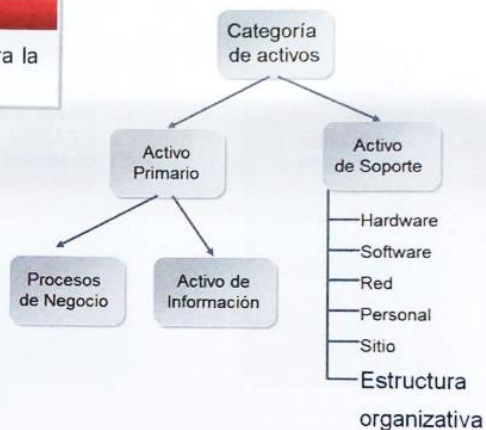 ra la
Categoría
de activos
Activo
Primario
Activo
de Soporte
Procesos
de Negocio
Activo de
Información
Hardware
Software
Red
Personal
Sitio
Estructura
organizativa